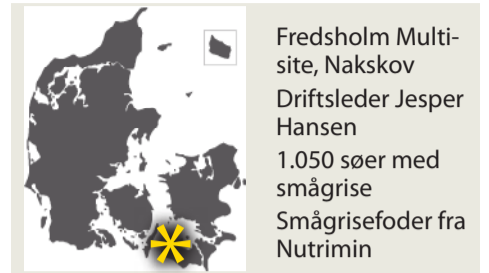 Fredsholm Multi-
site, Nakskov
Driftsleder Jesper
Hansen
1.050 søer med
smågrise
Smågrisefoder fra
Nutrimin